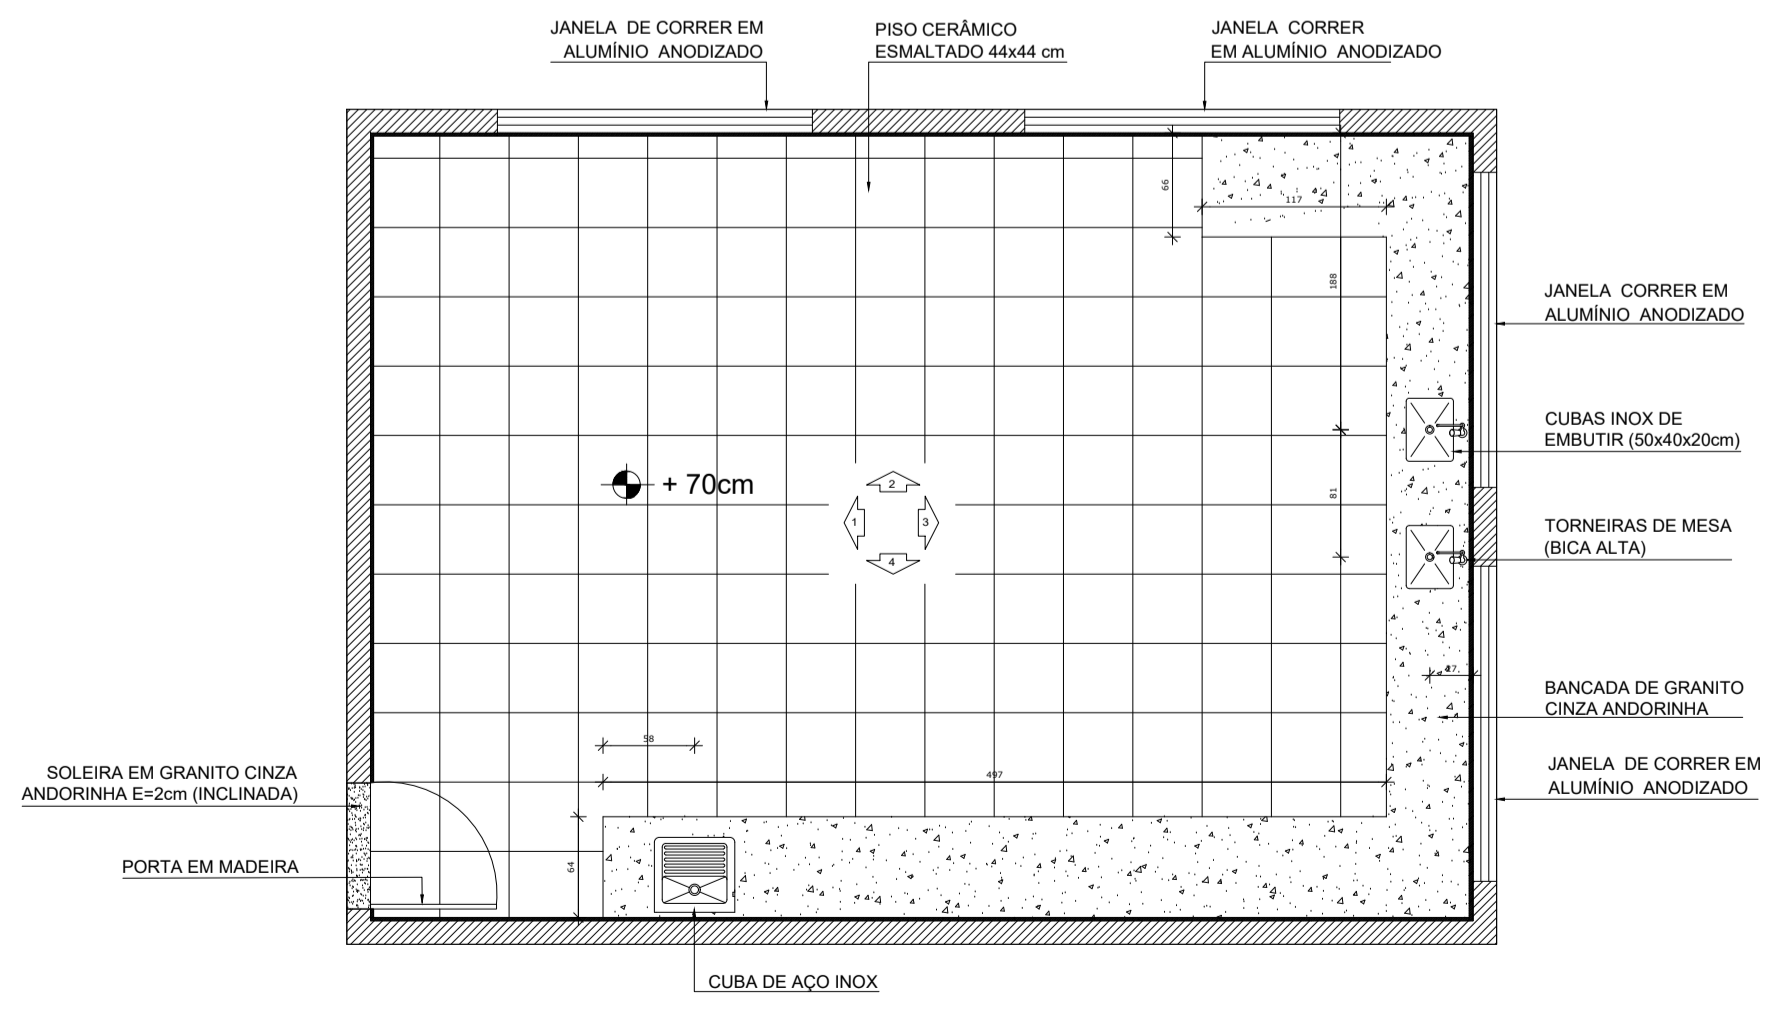 JANELA DE CORRER EM
ALUMÍNIO ANODIZADO
PISO CERÂMICO
ESMALTADO 44x44 cm
JANELA CORRER
EM ALUMÍNIO ANODIZADO
66
117
188
JANELA CORRER EM
ALUMÍNIO ANODIZADO
CUBAS INOX DE
EMBUTIR (50x40x20cm)
+ 70cm
2
1
3
4
81
TORNEIRAS DE MESA
(BICA ALTA)
27
BANCADA DE GRANITO
CINZA ANDORINHA
58
497
JANELA DE CORRER EM
ALUMÍNIO ANODIZADO
SOLEIRA EM GRANITO CINZA
ANDORINHA E=2cm (INCLINADA)
PORTA EM MADEIRA
64
CUBA DE AÇO INOX